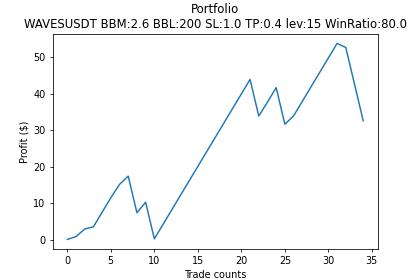 Portfolio
WAVESUSDT BBM:2.6 BBL:200 SL:1.0 TP:0.4 lev:15 WinRatio:80.0
Profit ($)
50
40
30
20
10
0
0 5 10 15 20 25 30 35
Trade counts